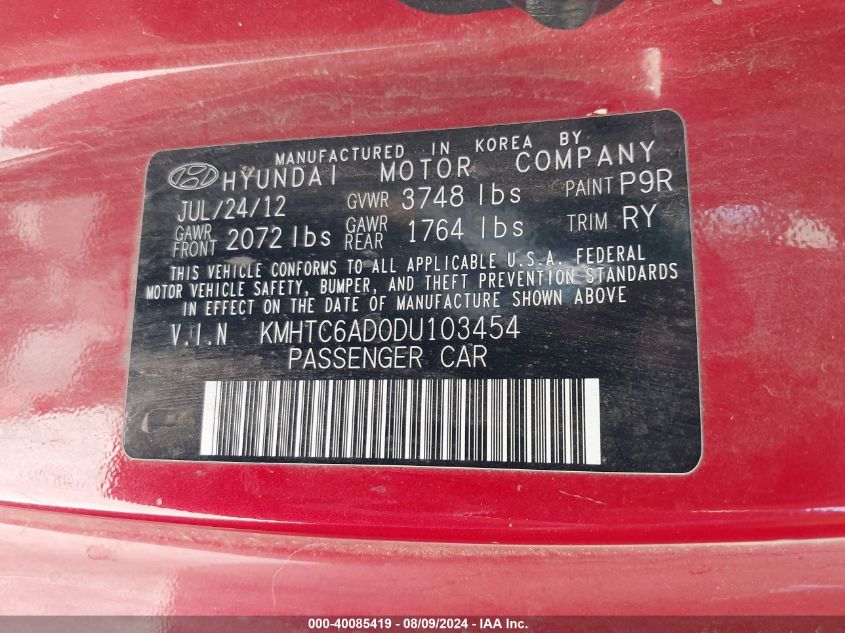 MANUFACTURED IN KOREA BY
HYUNDAI MOTOR COMPANY
JUL/24/12 GVWR 3748 lbs PAINT P9R
GAWR FRONT 2072 lbs GAWR REAR 1764 lbs TRIM RY
THIS VEHICLE CONFORMS TO ALL APPLICABLE U.S.A. FEDERAL
MOTOR VEHICLE SAFETY, BUMPER, AND THEFT PREVENTION STANDARDS
IN EFFECT ON THE DATE OF MANUFACTURE SHOWN ABOVE
V.I.N KMHTC6AD0DU103454
PASSENGER CAR
000-40085419 - 08/09/2024 - IAA Inc.